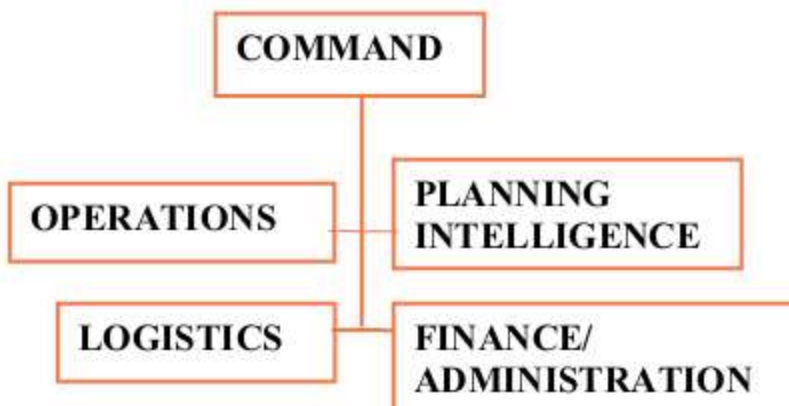 COMMAND
OPERATIONS
PLANNING
INTELLIGENCE
LOGISTICS
FINANCE/
ADMINISTRATION